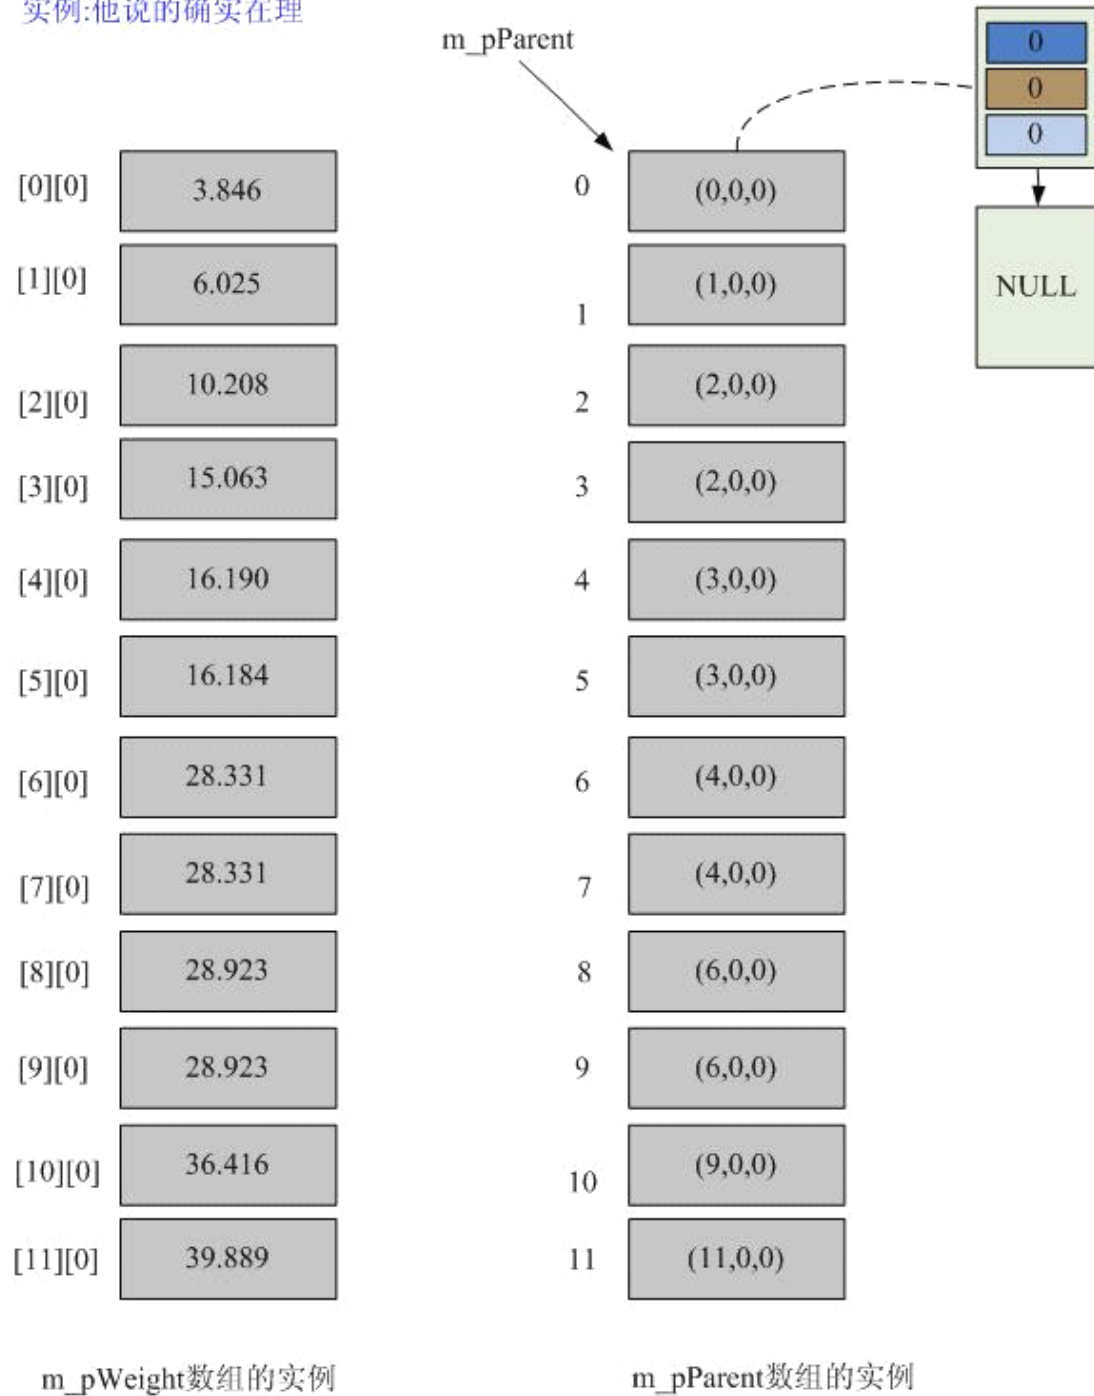 实例:他说的确实在理
m_pParent
0
0
0
NULL
[0][0] 3.846 0 (0,0,0)
[1][0] 6.025 1 (1,0,0)
[2][0] 10.208 2 (2,0,0)
[3][0] 15.063 3 (2,0,0)
[4][0] 16.190 4 (3,0,0)
[5][0] 16.184 5 (3,0,0)
[6][0] 28.331 6 (4,0,0)
[7][0] 28.331 7 (4,0,0)
[8][0] 28.923 8 (6,0,0)
[9][0] 28.923 9 (6,0,0)
[10][0] 36.416 10 (9,0,0)
[11][0] 39.889 11 (11,0,0)
m_pWeight数组的实例 m_pParent数组的实例